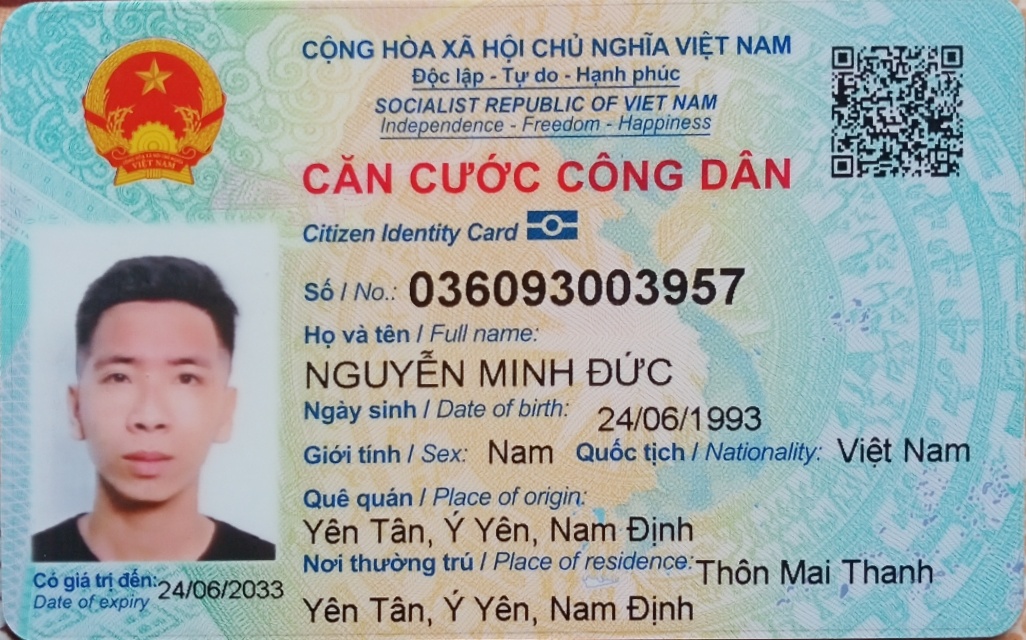 CỘNG HÒA XÃ HỘI CHỦ NGHĨA VIỆT NAM
Độc lập - Tự do - Hạnh phúc
SOCIALIST REPUBLIC OF VIET NAM
Independence - Freedom - Happiness
CĂN CƯỚC CÔNG DÂN
Citizen Identity Card
Số / No.: 036093003957
Họ và tên / Full name:
NGUYỄN MINH ĐỨC
Ngày sinh / Date of birth: 24/06/1993
Giới tính / Sex: Nam Quốc tịch / Nationality: Việt Nam
Quê quán / Place of origin:
Yên Tân, Ý Yên, Nam Định
Nơi thường trú / Place of residence: Thôn Mai Thanh
Yên Tân, Ý Yên, Nam Định
Có giá trị đến: 24/06/2033
Date of expiry
VIỆT NAM